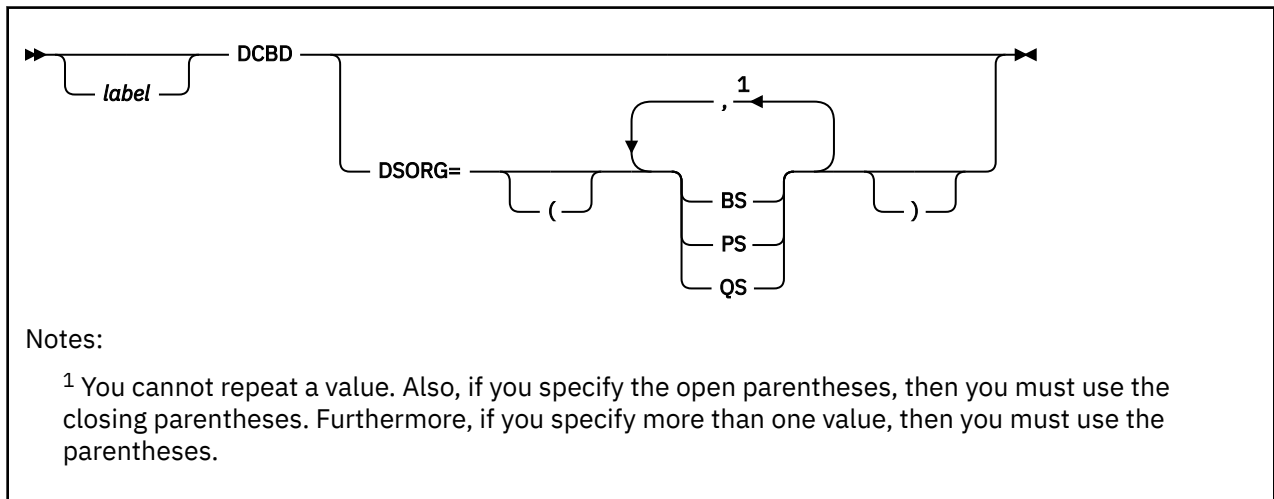 DCBD
label
1
,
DSORG=
( BS )
PS
QS
Notes:
1 You cannot repeat a value. Also, if you specify the open parentheses, then you must use the
closing parentheses. Furthermore, if you specify more than one value, then you must use the
parentheses.